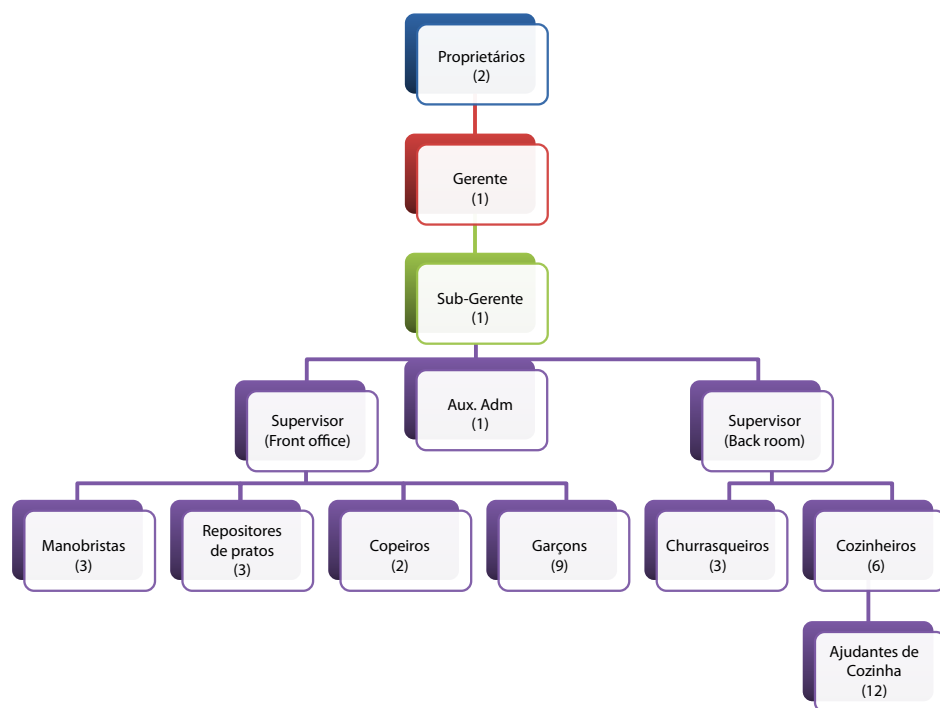 Proprietários
(2)
Gerente
(1)
Sub-Gerente
(1)
Supervisor
(Front office)
Aux. Adm
(1)
Supervisor
(Back room)
Manobristas
(3)
Repositores
de pratos
(3)
Copeiros
(2)
Garçons
(9)
Churrasqueiros
(3)
Cozinheiros
(6)
Ajudantes de
Cozinha
(12)